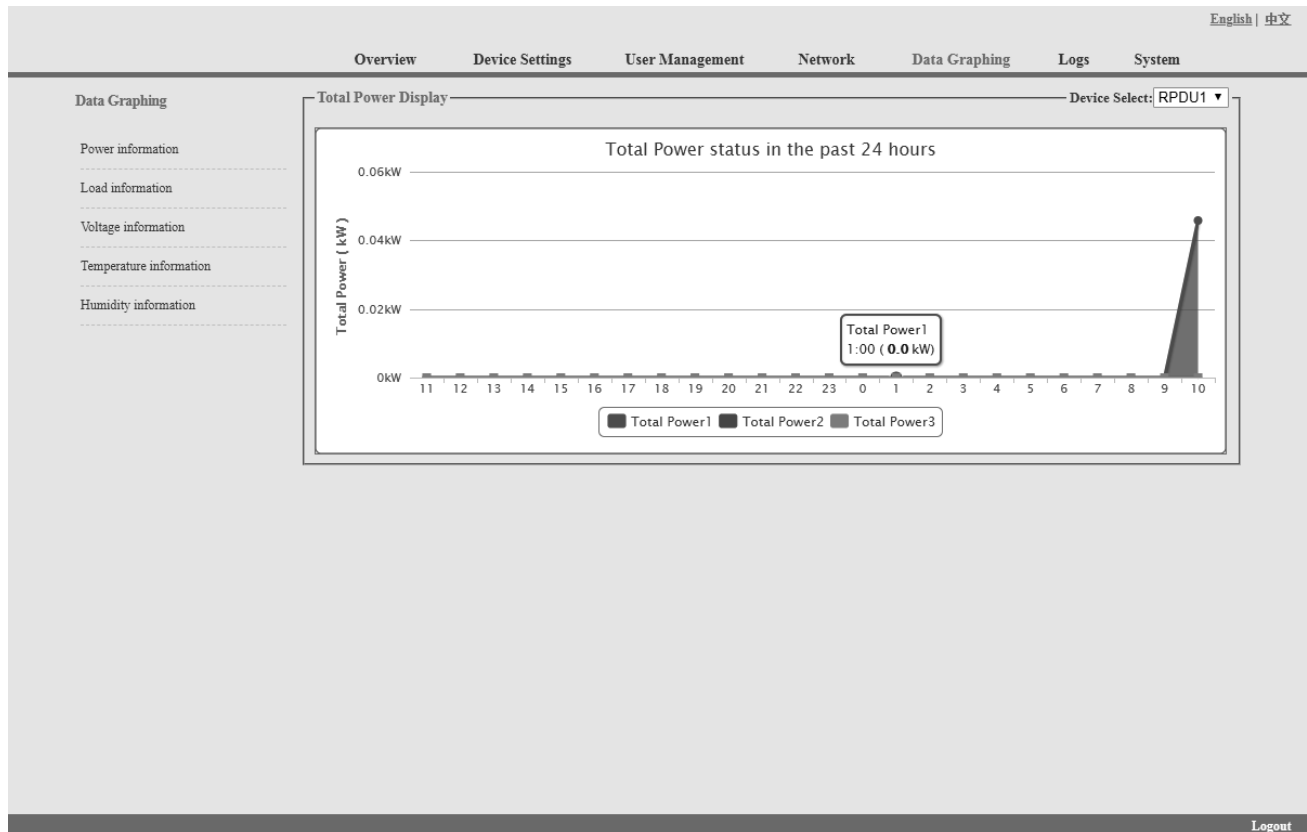 English | 中文
Overview Device Settings User Management Network Data Graphing Logs System
Data Graphing
Power information
Load information
Voltage information
Temperature information
Humidity information
Total Power Display
Device Select: RPDU1
Total Power status in the past 24 hours
Total Power ( kW )
0.06kW
0.04kW
0.02kW
0kW
Total Power1
1:00 ( 0.0 kW)
11 12 13 14 15 16 17 18 19 20 21 22 23 0 1 2 3 4 5 6 7 8 9 10
Total Power1 Total Power2 Total Power3
Logout